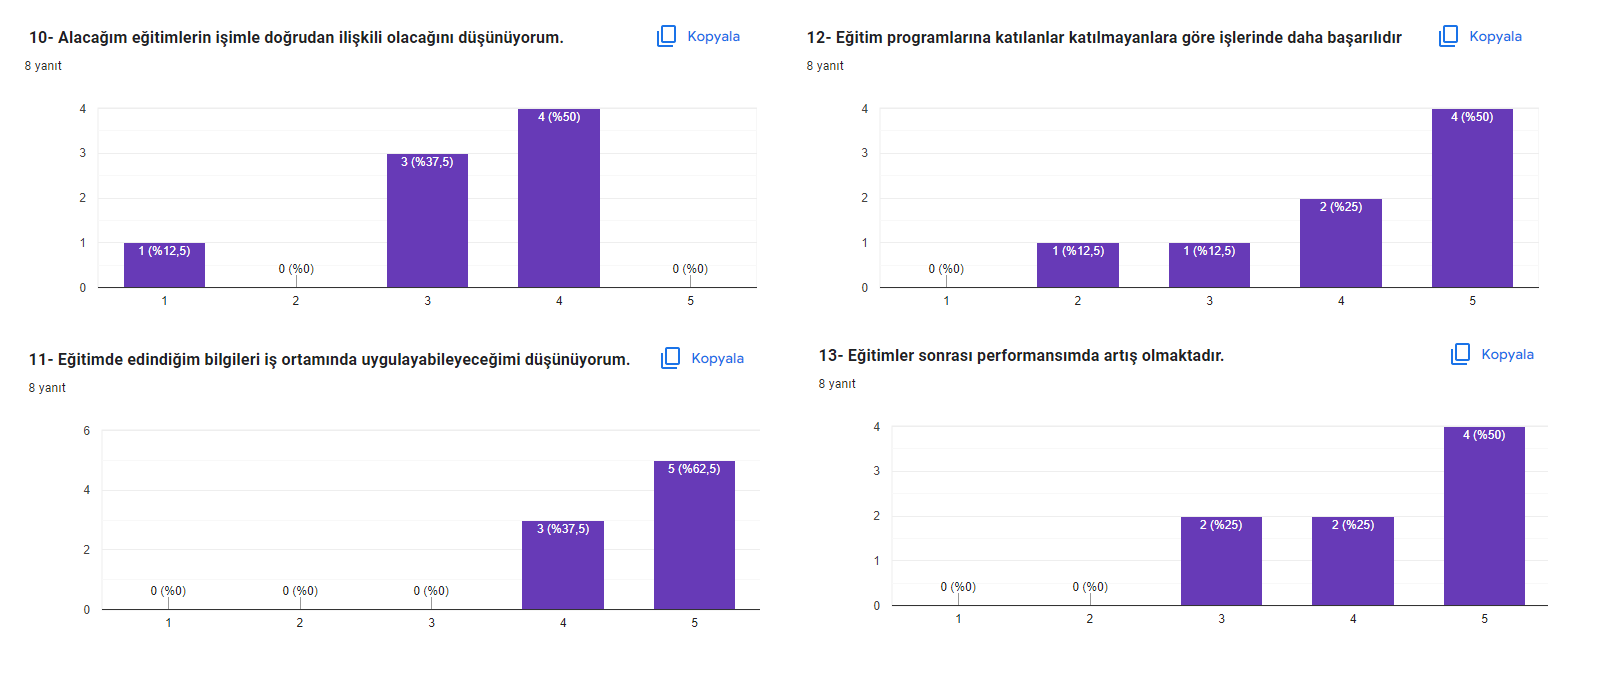 10- Alacağım eğitimlerin işimle doğrudan ilişkili olacağını düşünüyorum.
Kopyala
8 yanıt
4
3
2
1
0
1 (%12,5)
0 (%0)
3 (%37,5)
4 (%50)
0 (%0)
1 2 3 4 5
12- Eğitim programlarına katılanlar katılmayanlara göre işlerinde daha başarılıdır
Kopyala
8 yanıt
4
3
2
1
0
0 (%0)
1 (%12,5)
1 (%12,5)
2 (%25)
4 (%50)
1 2 3 4 5
11- Eğitimde edindiğim bilgileri iş ortamında uygulayabileyeceğimi düşünüyorum.
Kopyala
8 yanıt
6
4
2
0
0 (%0)
0 (%0)
0 (%0)
3 (%37,5)
5 (%62,5)
1 2 3 4 5
13- Eğitimler sonrası performansımda artış olmaktadır.
Kopyala
8 yanıt
4
3
2
1
0
0 (%0)
0 (%0)
2 (%25)
2 (%25)
4 (%50)
1 2 3 4 5